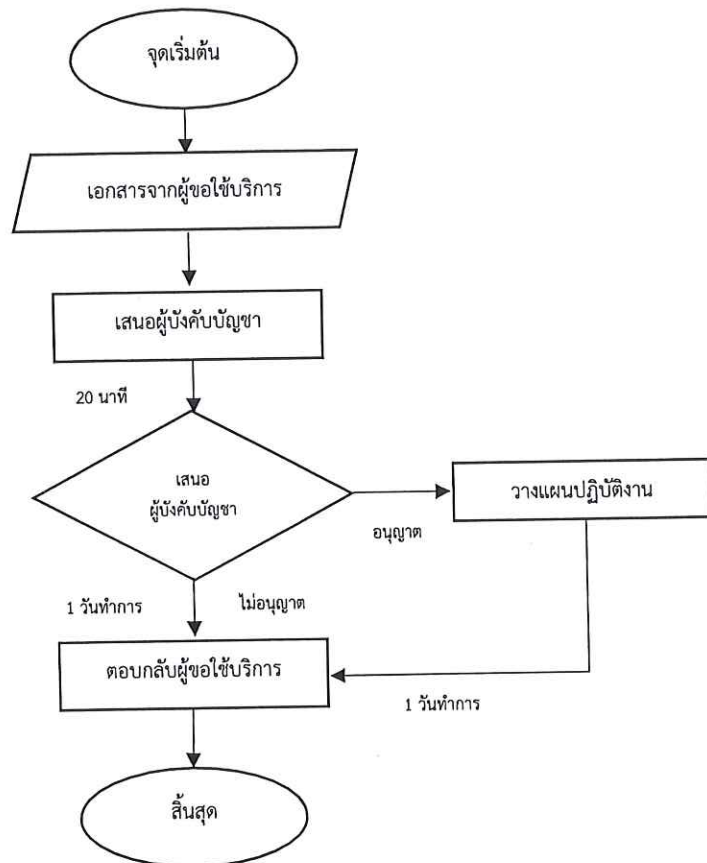 จุดเริ่มต้น
เอกสารจากผู้ขอใช้บริการ
เสนอผู้บังคับบัญชา
20 นาที
เสนอ
ผู้บังคับบัญชา
วางแผนปฏิบัติงาน
อนุญาต
1 วันทำการ
ไม่อนุญาต
ตอบกลับผู้ขอใช้บริการ
1 วันทำการ
สิ้นสุด